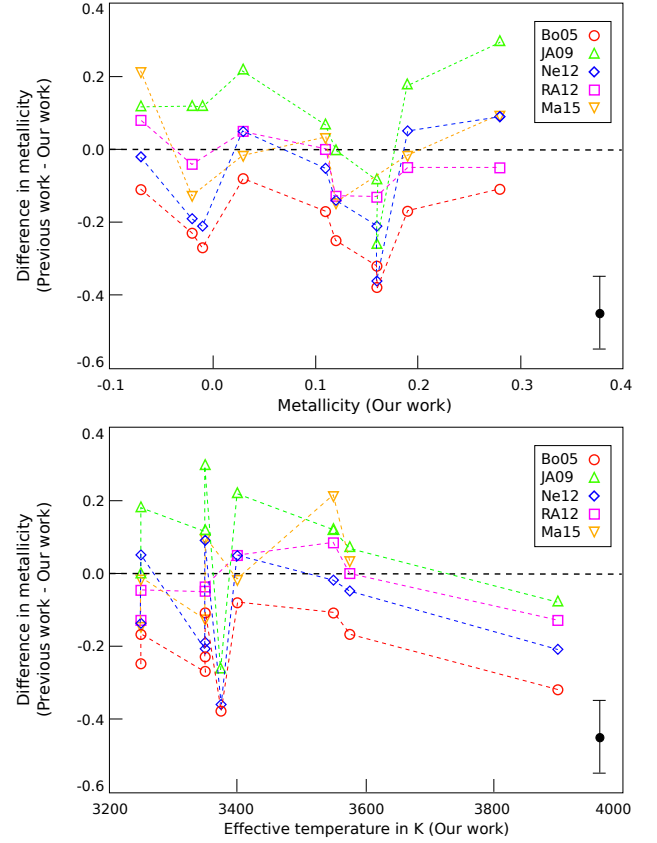 0.4
0.2
0.0
-0.2
-0.4
-0.6
Difference in metallicity
(Previous work - Our work)
Bo05
JA09
Ne12
RA12
Ma15
-0.1
0.0
0.1
0.2
0.3
0.4
Metallicity (Our work)
0.4
0.2
0.0
-0.2
-0.4
-0.6
Difference in metallicity
(Previous work - Our work)
Bo05
JA09
Ne12
RA12
Ma15
3200
3400
3600
3800
4000
Effective temperature in K (Our work)